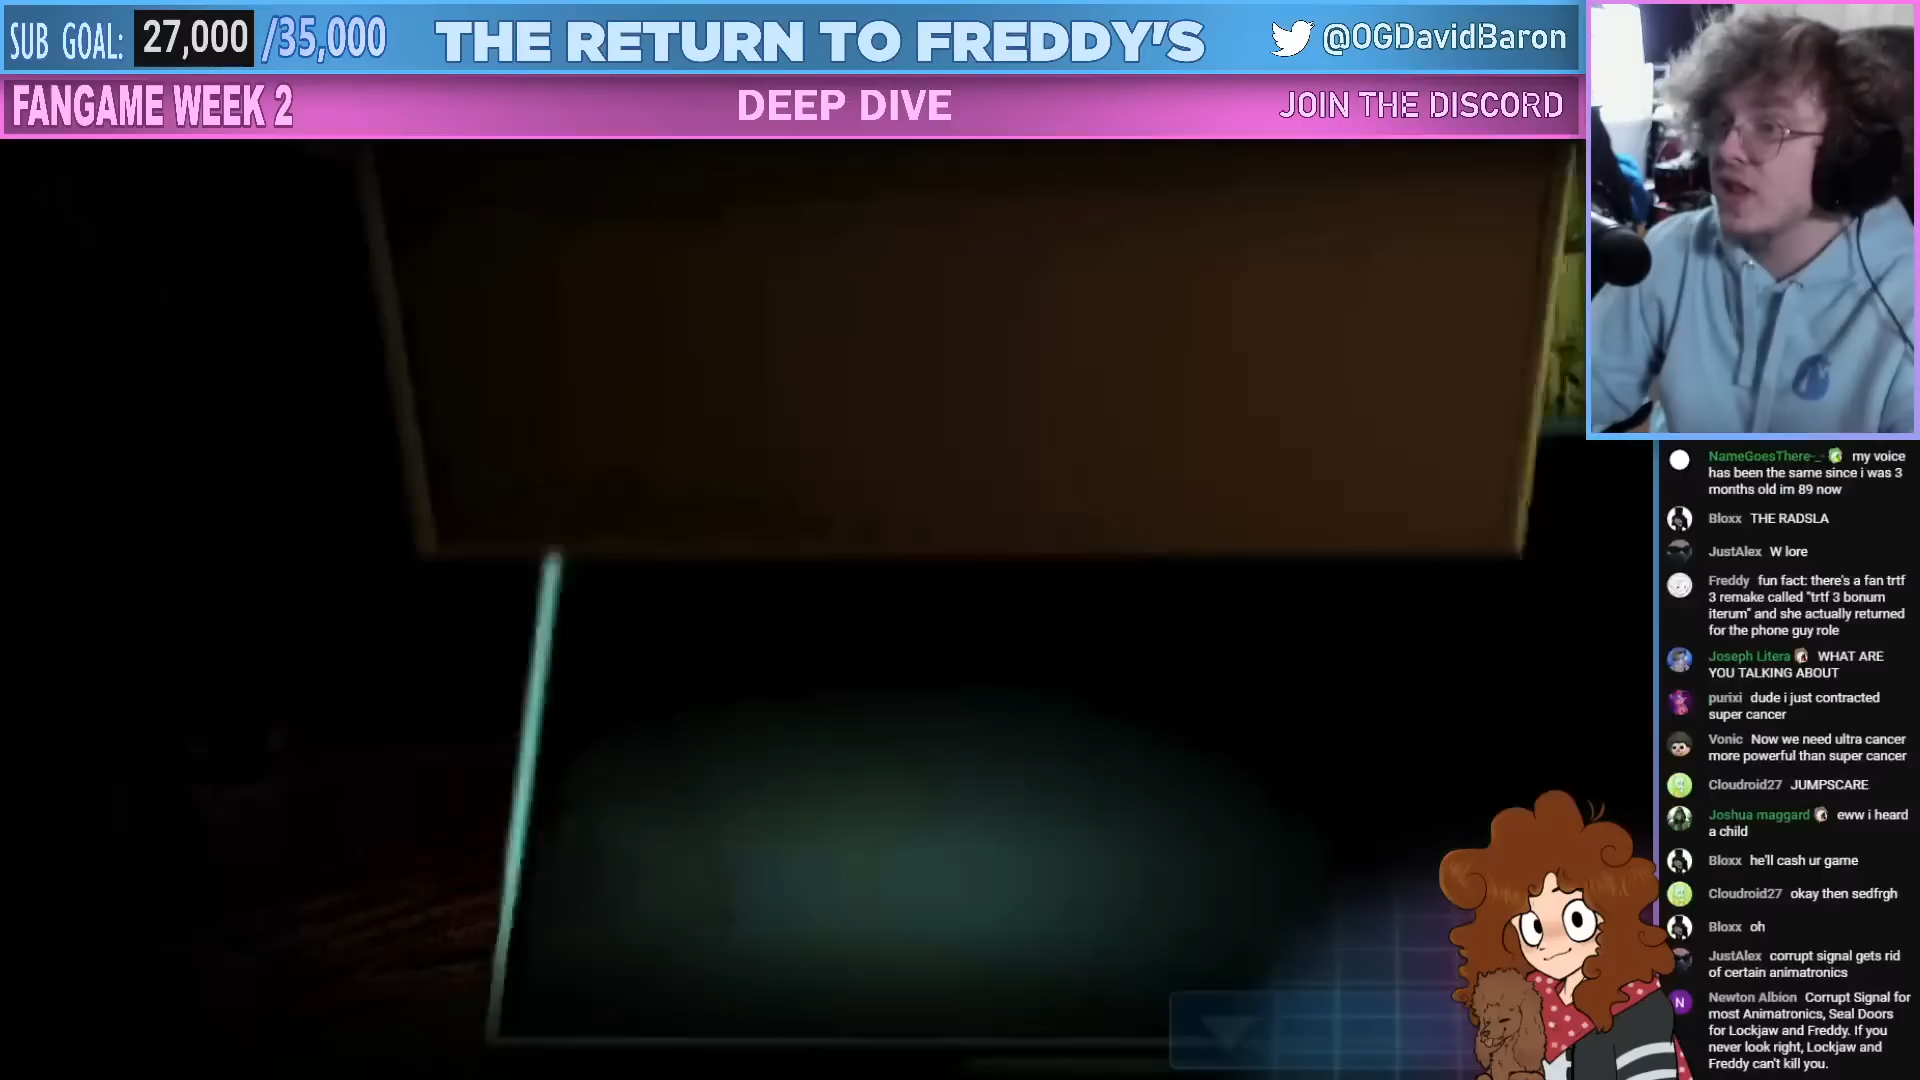 SUB GOAL: 27,000 /35,000
THE RETURN TO FREDDY'S
@OGDavidBaron
FANGAME WEEK 2
DEEP DIVE
JOIN THE DISCORD
NameGoesThere-_- my voice
has been the same since i was 3
months old im 89 now
Bloxx THE RADSLA
JustAlex W lore
Freddy fun fact: there's a fan trtf
3 remake called "trtf 3 bonum
iterum" and she actually returned
for the phone guy role
Joseph Litera WHAT ARE
YOU TALKING ABOUT
purixi dude i just contracted
super cancer
Vonic Now we need ultra cancer
more powerful than super cancer
Cloudroid27 JUMPSCARE
Joshua maggard eww i heard
a child
Bloxx he'll cash ur game
Cloudroid27 okay then sedfrgh
Bloxx oh
JustAlex corrupt signal gets rid
of certain animatronics
N
Newton Albion Corrupt Signal for
most Animatronics, Seal Doors
for Lockjaw and Freddy. If you
never look right, Lockjaw and
Freddy can't kill you.